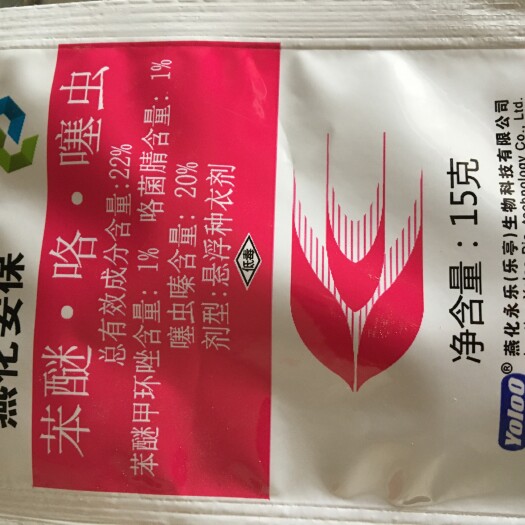 燕化安保
苯醚·咯·噻虫
总有效成分含量:22%
苯醚甲环唑含量: 1% 咯菌腈含量: 1%
噻虫嗪含量: 20%
剂型:悬浮种衣剂
低毒
净含量: 15克
Yoloo® 燕化永乐(乐亭)生物科技有限公司
Biotechnology Co., Ltd.